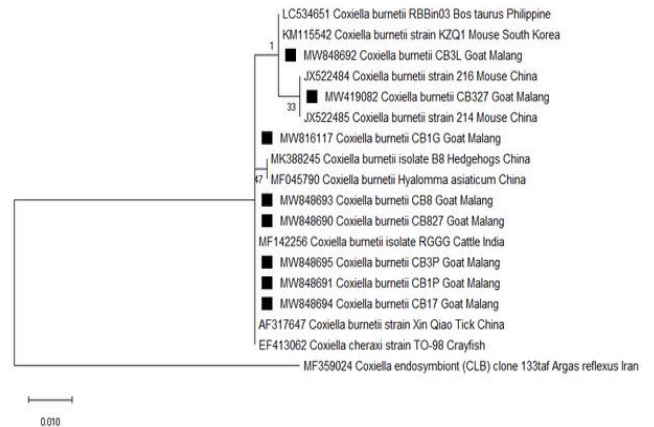 LC534651 Coxiella burnetii RBBin03 Bos taurus Philippine
KM115542 Coxiella burnetii strain KZQ1 Mouse South Korea
1
MW848692 Coxiella burnetii CB3L Goat Malang
JX522484 Coxiella burnetii strain 216 Mouse China
MW419082 Coxiella burnetii CB327 Goat Malang
33
JX522485 Coxiella burnetii strain 214 Mouse China
MW816117 Coxiella burnetii CB1G Goat Malang
MK388245 Coxiella burnetii isolate B8 Hedgehogs China
47
MF045790 Coxiella burnetii Hyalomma asiaticum China
MW848693 Coxiella burnetii CB8 Goat Malang
MW848690 Coxiella burnetii CB827 Goat Malang
MF142256 Coxiella burnetii isolate RGGG Cattle India
MW848695 Coxiella burnetii CB3P Goat Malang
MW848691 Coxiella burnetii CB1P Goat Malang
MW848694 Coxiella burnetii CB17 Goat Malang
AF317647 Coxiella burnetii strain Xin Qiao Tick China
EF413062 Coxiella cheraxi strain TO-98 Crayfish
MF359024 Coxiella endosymbiont (CLB) clone 133taf Argas reflexus Iran
0.010